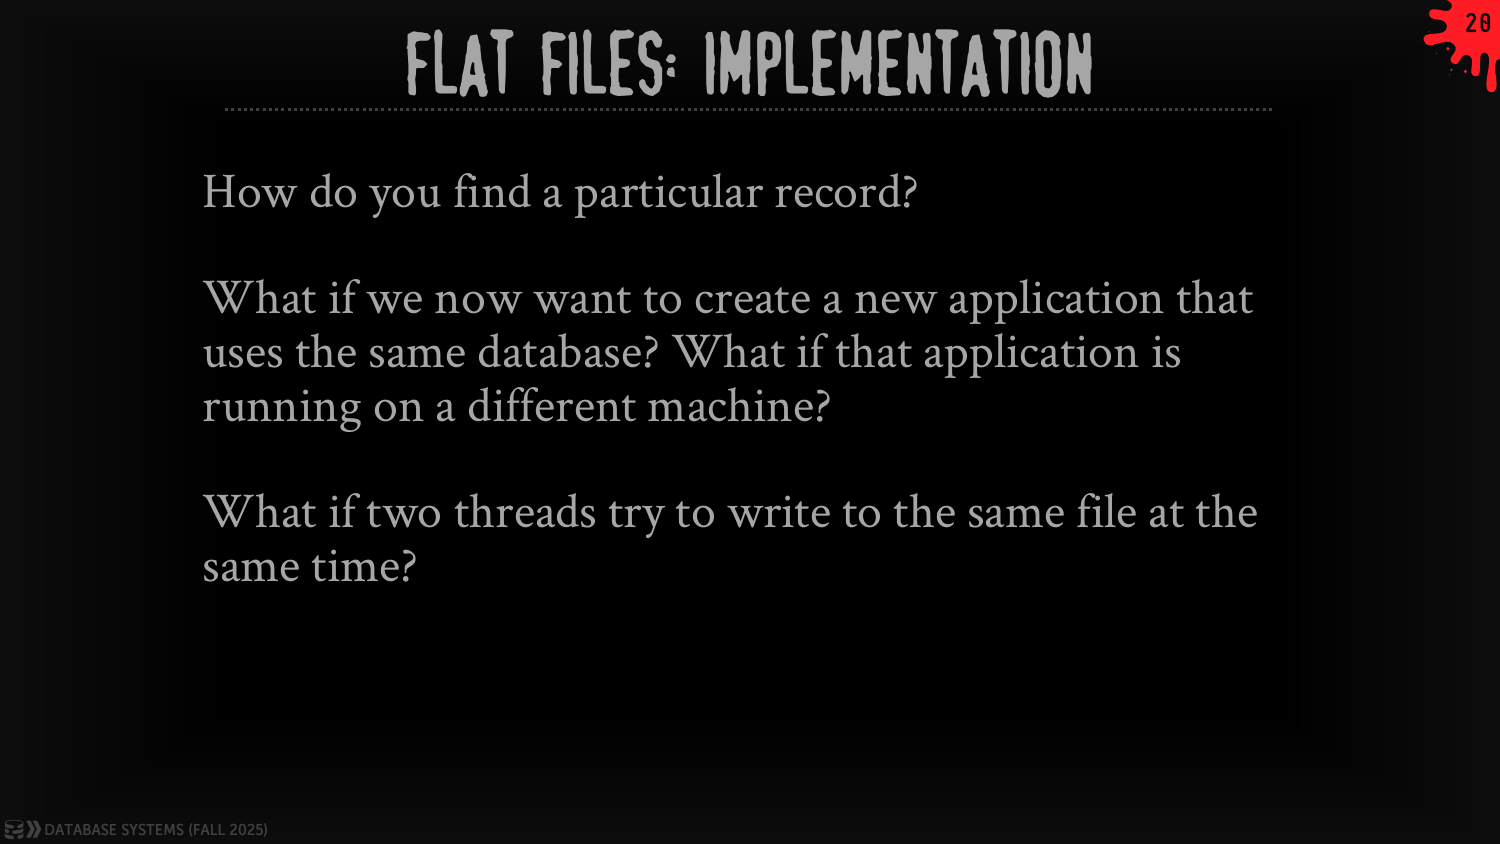 20
FLAT FILES: IMPLEMENTATION
How do you find a particular record?
What if we now want to create a new application that
uses the same database? What if that application is
running on a different machine?
What if two threads try to write to the same file at the
same time?
DATABASE SYSTEMS (FALL 2025)